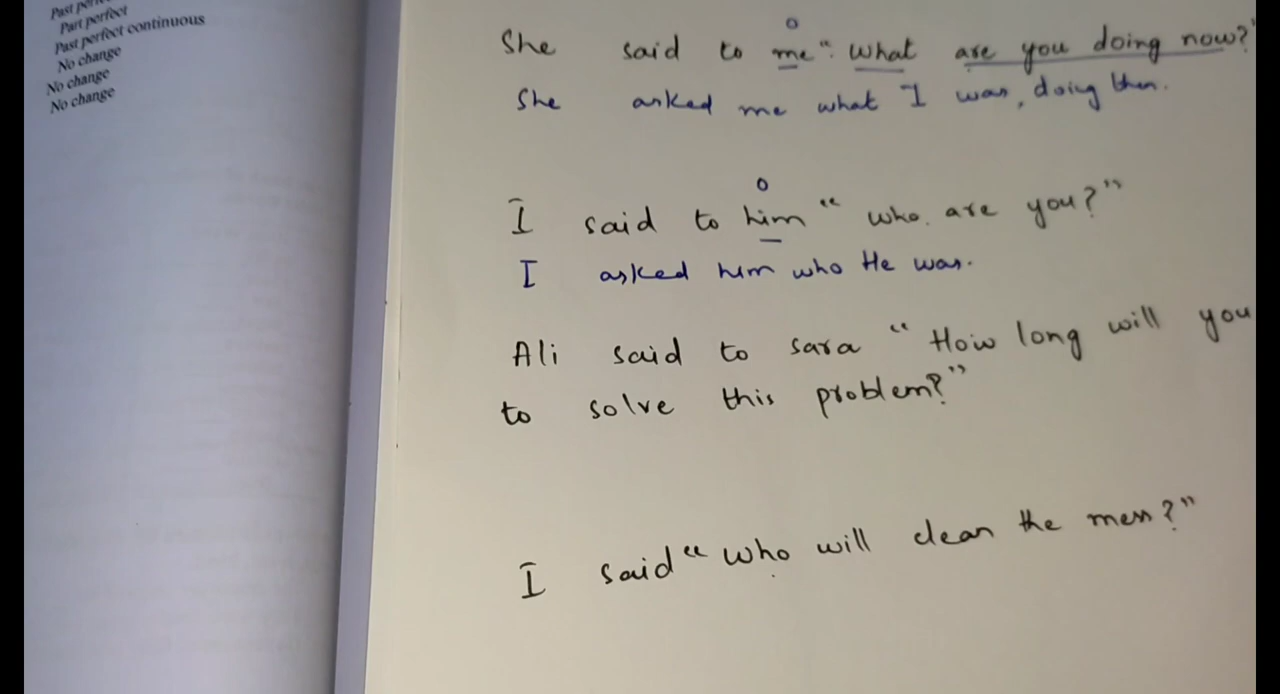 Part perfect
Past perfect continuous
No change
No change
No change
She said to me ". What are you doing now?"
She asked me what I was, doing then.
I said to him " who. are you?"
I asked him who He was.
Ali said to sara " How long will you
to solve this problem?"
I said " who will clean the mess?"